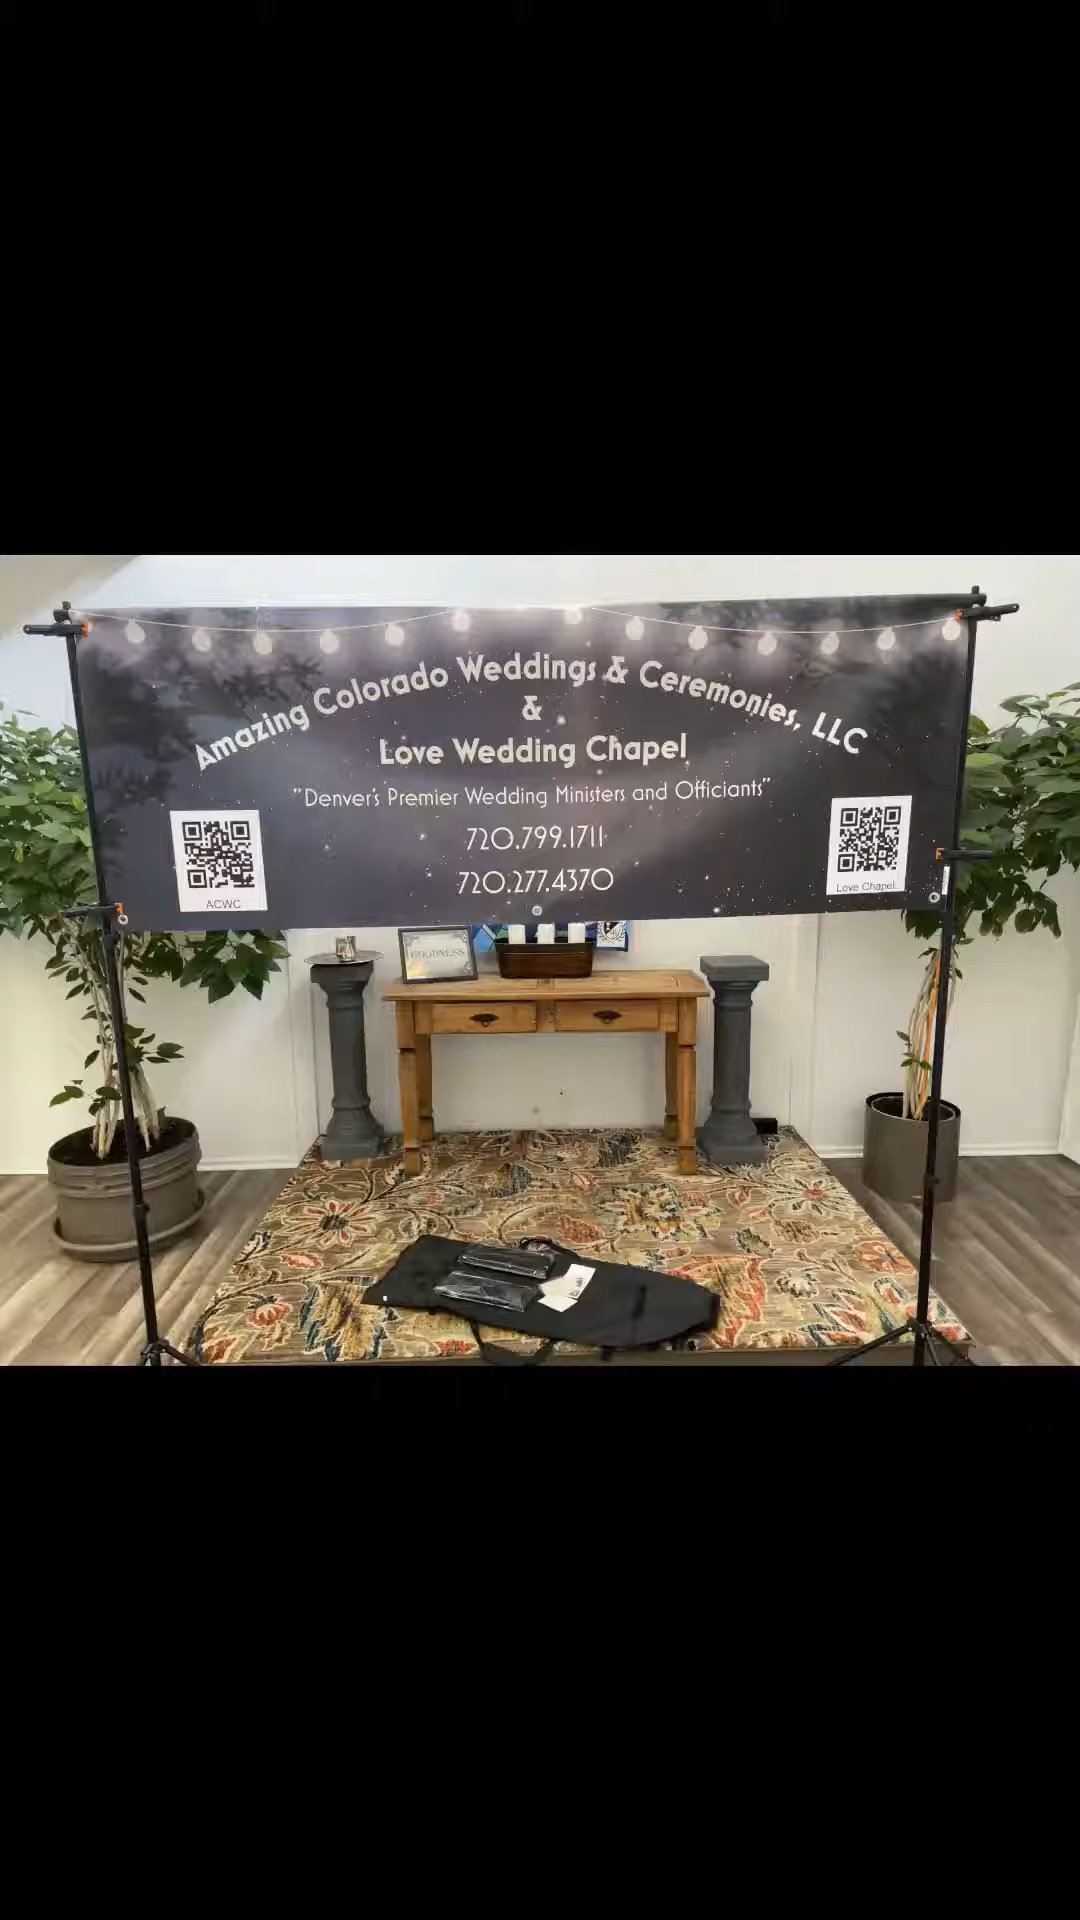 Amazing Colorado Weddings & Ceremonies, LLC
&
Love Wedding Chapel
"Denver's Premier Wedding Ministers and Officiants"
720.799.1711
720.277.4370
ACWC
Love Chapel
GOODNESS